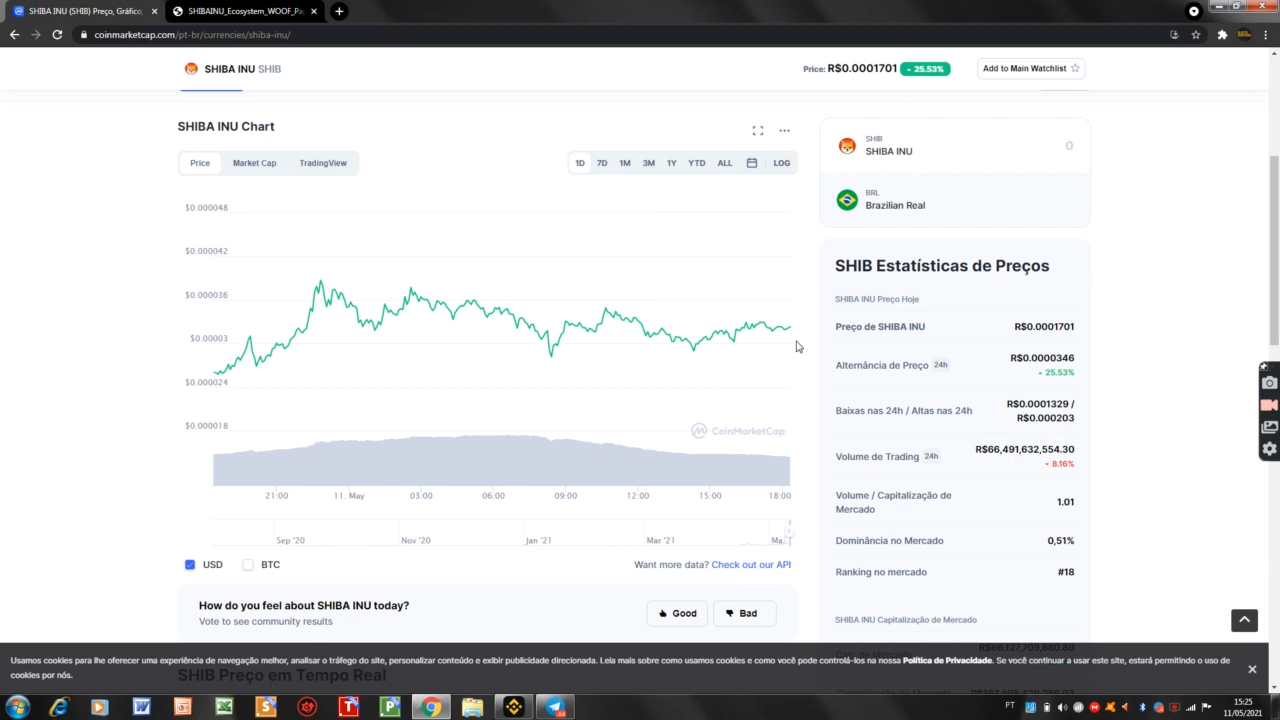 SHIBA INU (SHIB) Preço, Gráfico,
SHIBAINU_Ecosystem_WOOF_Pa
coinmarketcap.com/pt-br/currencies/shiba-inu/
SHIBA INU SHIB
Price: R$0.0001701 25.53%
Add to Main Watchlist
SHIBA INU Chart
Price Market Cap TradingView
1D 7D 1M 3M 1Y YTD ALL LOG
$0.000048
$0.000042
$0.000036
$0.00003
$0.000024
$0.000018
CoinMarketCap
21:00 11. May 03:00 06:00 09:00 12:00 15:00 18:00
Sep '20 Nov '20 Jan '21 Mar '21 Ma...
USD BTC
Want more data? Check out our API
How do you feel about SHIBA INU today?
Vote to see community results
Good Bad
SHIB Preço em Tempo Real
SHIB
SHIBA INU
0
BRL
Brazilian Real
SHIB Estatísticas de Preços
SHIBA INU Preço Hoje
Preço de SHIBA INU R$0.0001701
Alternância de Preço 24h R$0.0000346
25.53%
Baixas nas 24h / Altas nas 24h R$0.0001329 /
R$0.000203
Volume de Trading 24h R$66,491,632,554.30
8.16%
Volume / Capitalização de
Mercado 1.01
Dominância no Mercado 0,51%
Ranking no mercado #18
SHIBA INU Capitalização de Mercado
Usamos cookies para lhe oferecer uma experiência de navegação melhor, analisar o tráfego do site, personalizar conteúdo e exibir publicidade direcionada. Leia mais sobre como usamos cookies e como você pode controlá-los na nossa Política de Privacidade. Se você continuar a usar este site, estará permitindo o uso de
cookies por nós.
PT
15:25
11/05/2021